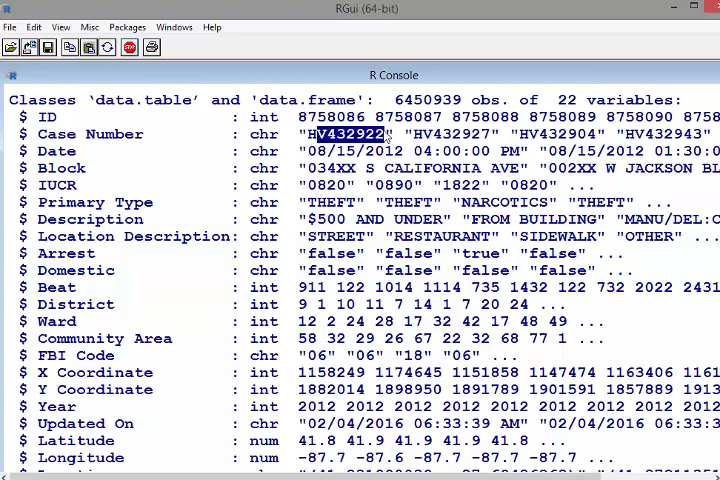 RGui (64-bit)
File Edit View Misc Packages Windows Help
STOP
R Console
Classes ‘data.table’ and 'data.frame': 6450939 obs. of 22 variables:
$ ID : int 8758086 8758087 8758088 8758089 8758090 8758
$ Case Number : chr "HV432922" "HV432927" "HV432904" "HV432943"
$ Date : chr "08/15/2012 04:00:00 PM" "08/15/2012 01:30:0
$ Block : chr "034XX S CALIFORNIA AVE" "002XX W JACKSON BL
$ IUCR : chr "0820" "0890" "1822" "0820" ...
$ Primary Type : chr "THEFT" "THEFT" "NARCOTICS" "THEFT" ...
$ Description : chr "$500 AND UNDER" "FROM BUILDING" "MANU/DEL:C
$ Location Description: chr "STREET" "RESTAURANT" "SIDEWALK" "OTHER" ...
$ Arrest : chr "false" "false" "true" "false" ...
$ Domestic : chr "false" "false" "false" "false" ...
$ Beat : int 911 122 1014 1114 735 1432 122 732 2022 2431
$ District : int 9 1 10 11 7 14 1 7 20 24 ...
$ Ward : int 12 2 24 28 17 32 42 17 48 49 ...
$ Community Area : int 58 32 29 26 67 22 32 68 77 1 ...
$ FBI Code : chr "06" "06" "18" "06" ...
$ X Coordinate : int 1158249 1174645 1151858 1147474 1163406 1161
$ Y Coordinate : int 1882014 1898950 1891789 1901591 1857889 1913
$ Year : int 2012 2012 2012 2012 2012 2012 2012 2012 2012
$ Updated On : chr "02/04/2016 06:33:39 AM" "02/04/2016 06:33:3
$ Latitude : num 41.8 41.9 41.9 41.9 41.8 ...
$ Longitude : num -87.7 -87.6 -87.7 -87.7 -87.7 ...